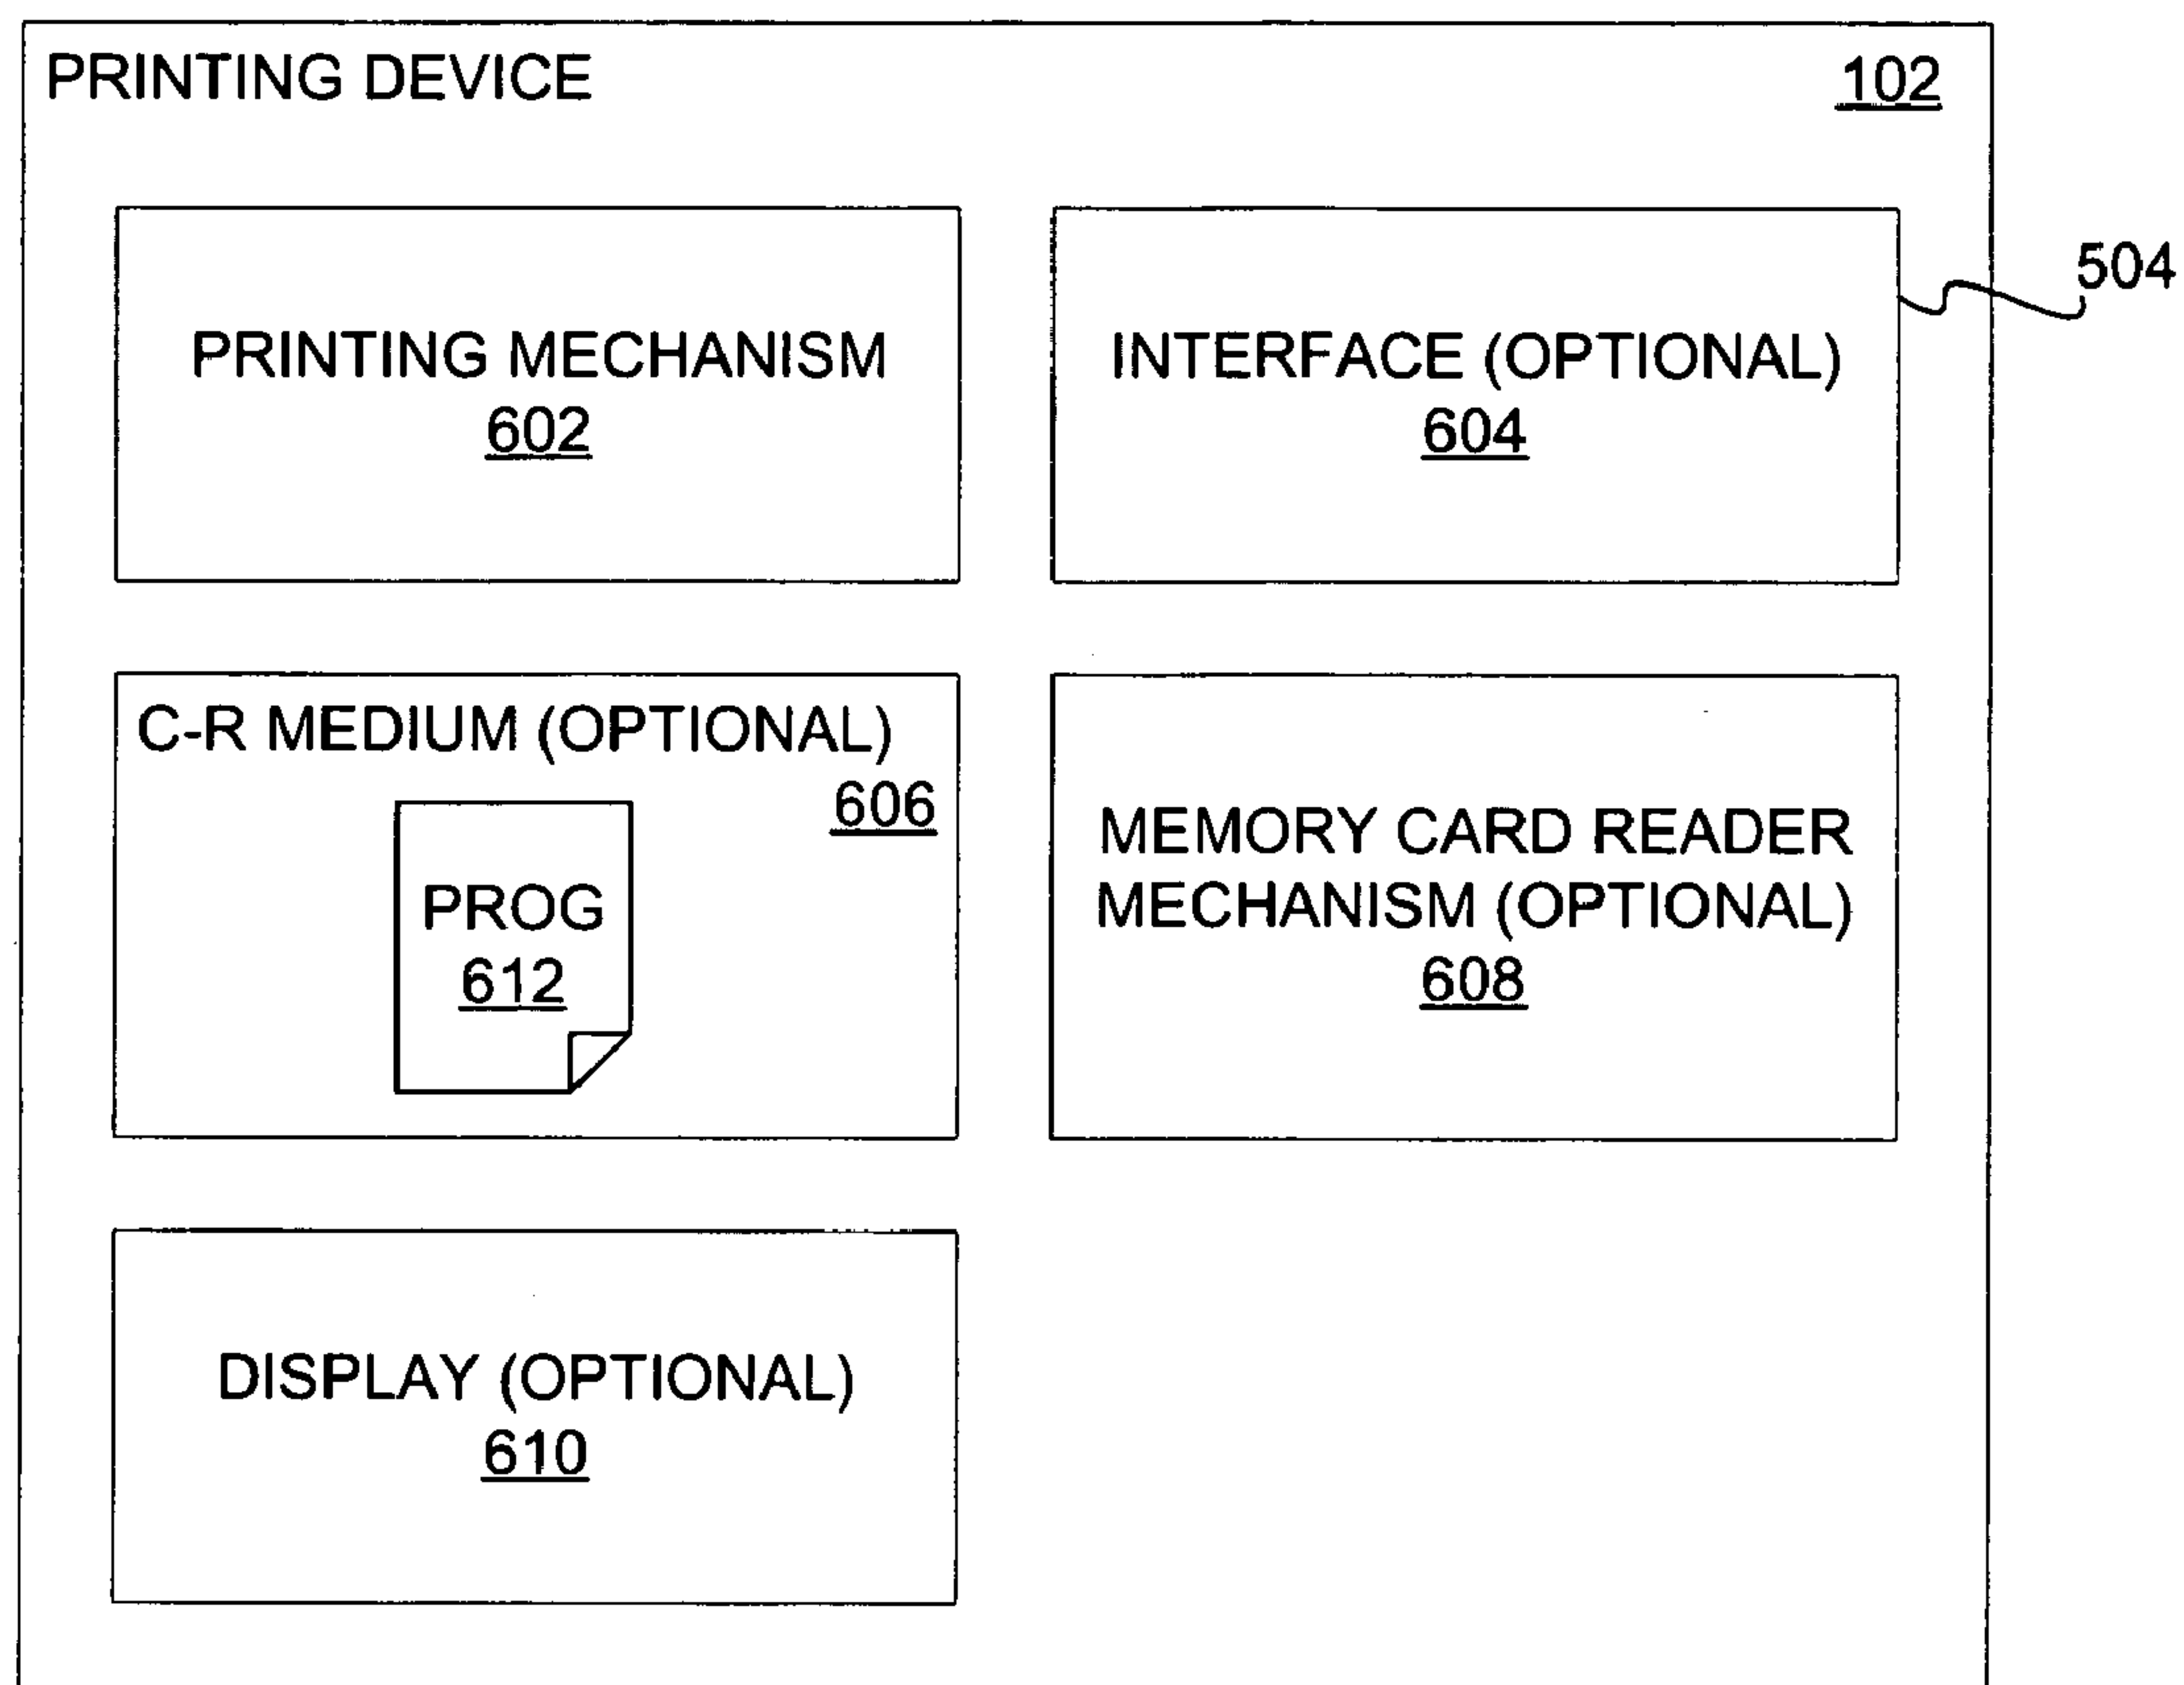 PRINTING DEVICE
102
PRINTING MECHANISM
602
INTERFACE (OPTIONAL)
604
504
C-R MEDIUM (OPTIONAL)
606
PROG
612
MEMORY CARD READER
MECHANISM (OPTIONAL)
608
DISPLAY (OPTIONAL)
610